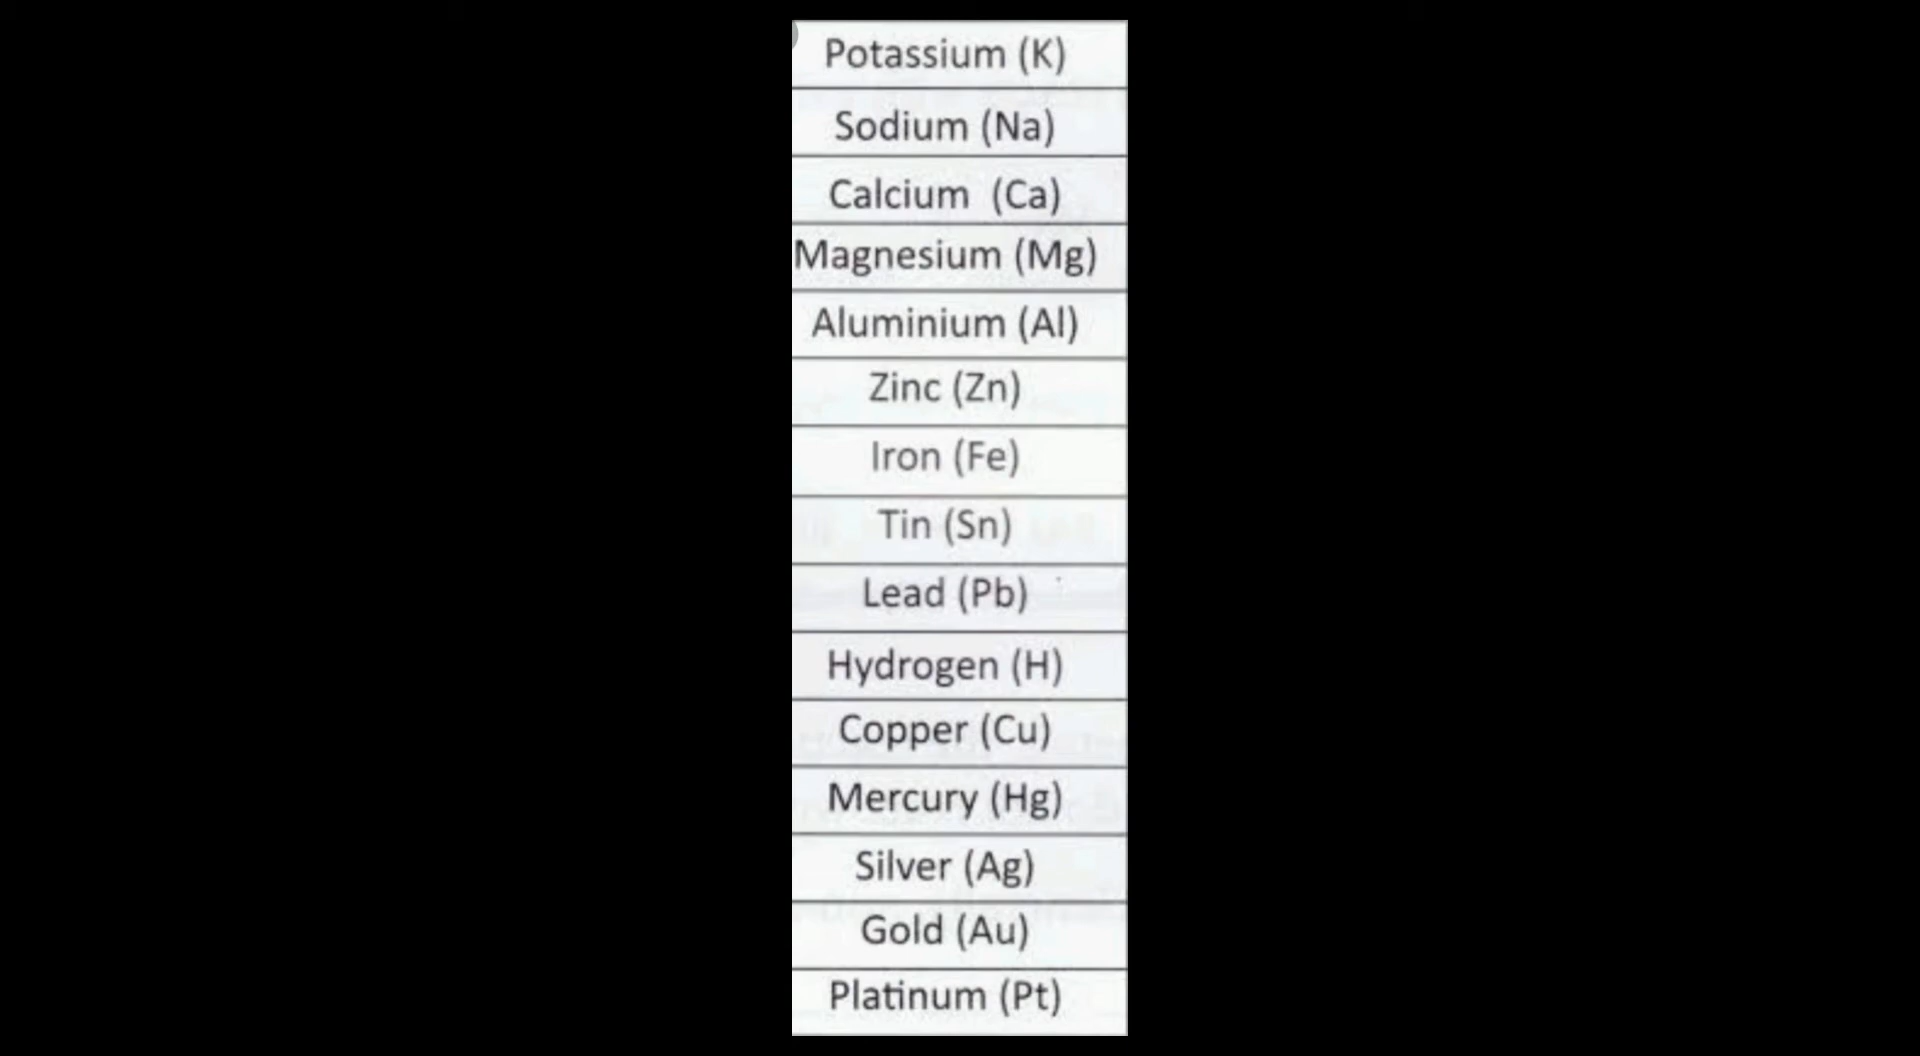 Potassium (K)
Sodium (Na)
Calcium (Ca)
Magnesium (Mg)
Aluminium (Al)
Zinc (Zn)
Iron (Fe)
Tin (Sn)
Lead (Pb)
Hydrogen (H)
Copper (Cu)
Mercury (Hg)
Silver (Ag)
Gold (Au)
Platinum (Pt)